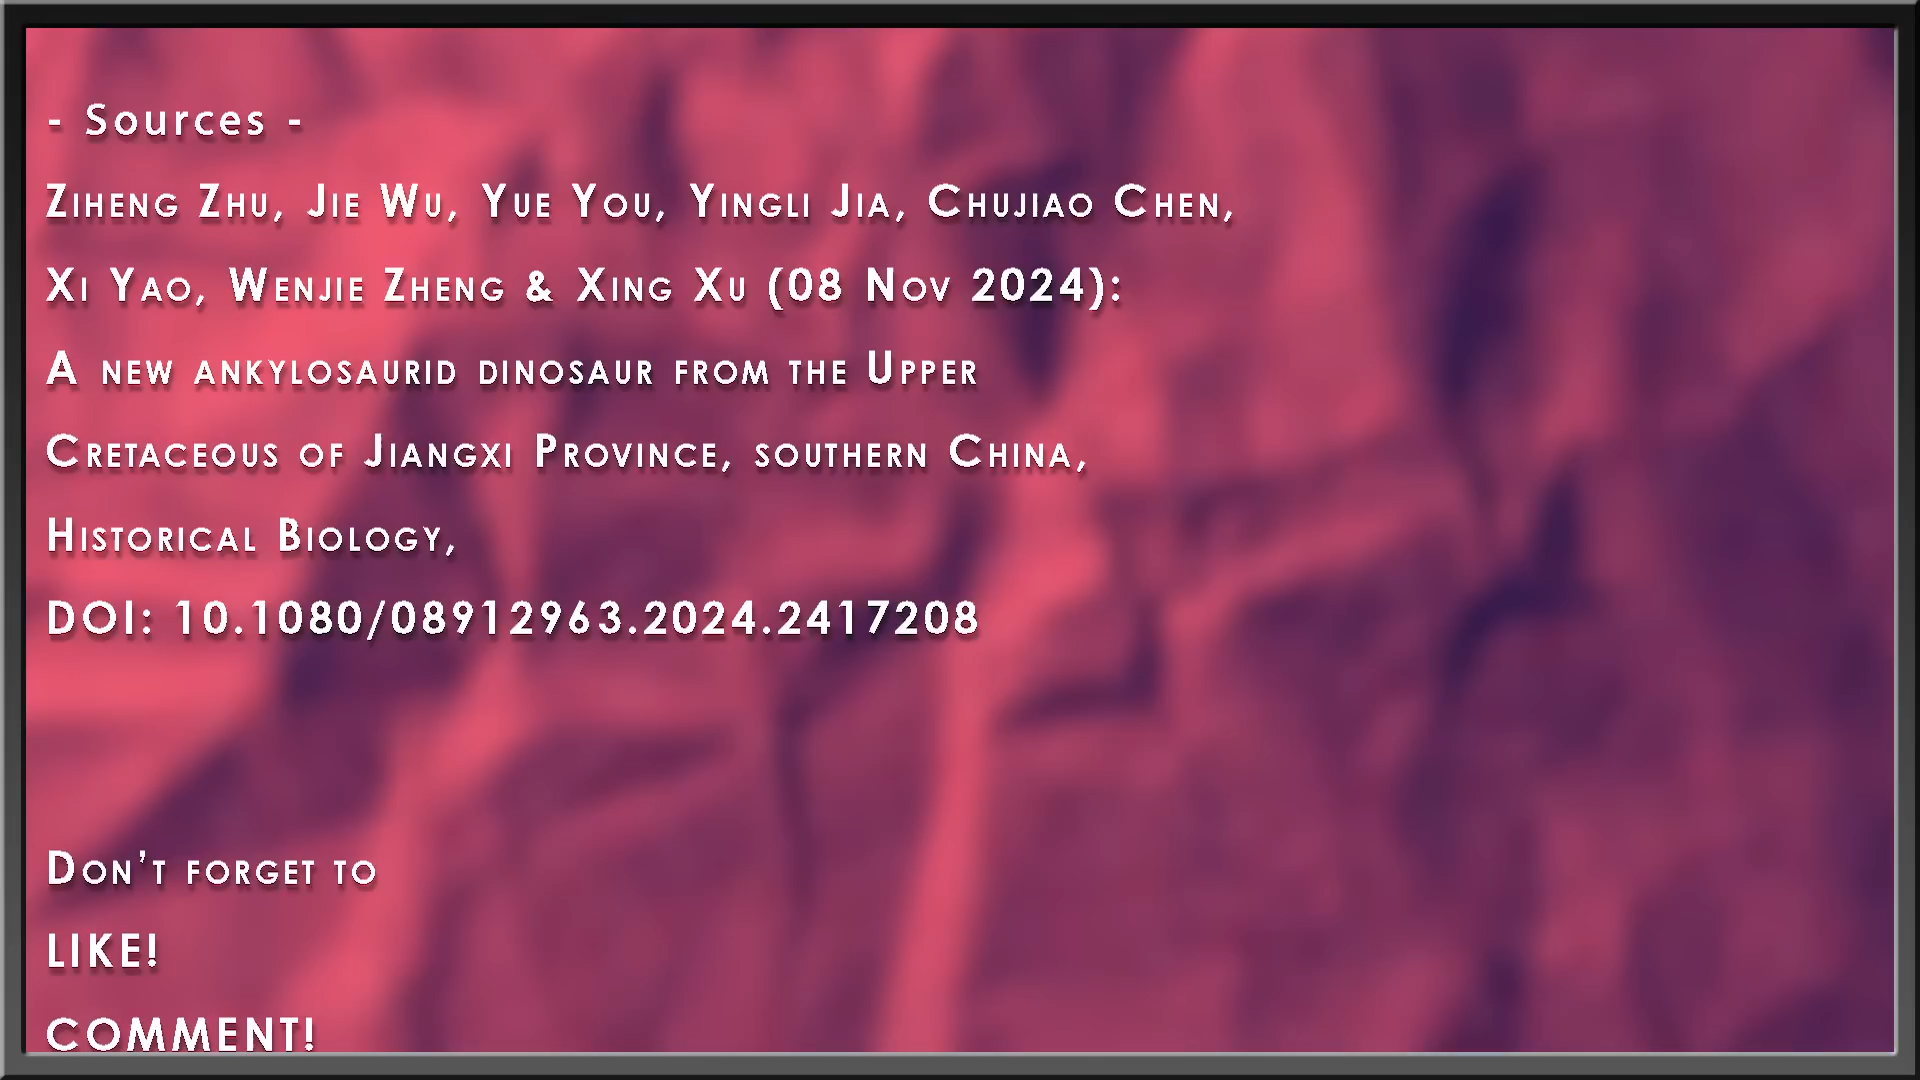 - Sources -
Ziheng Zhu, Jie Wu, Yue You, Yingli Jia, Chujiao Chen,
Xi Yao, Wenjie Zheng & Xing Xu (08 Nov 2024):
A new ankylosaurid dinosaur from the Upper
Cretaceous of Jiangxi Province, southern China,
Historical Biology,
DOI: 10.1080/08912963.2024.2417208
Don't forget to
LIKE!
COMMENT!